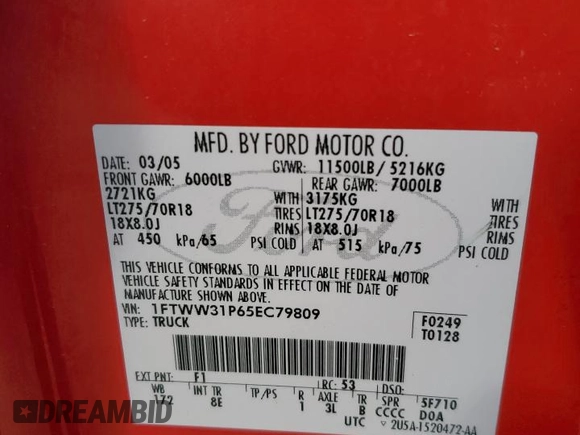 MFD. BY FORD MOTOR CO.
DATE: 03/05 GVWR: 11500LB/ 5216KG
FRONT GAWR: 6000LB REAR GAWR: 7000LB
2721KG WITH 3175KG WITH
LT275/70R18 TIRES LT275/70R18 TIRES
18X8.0J RIMS 18X8.0J RIMS
AT 450 kPa/65 PSI COLD AT 515 kPa/75 PSI COLD
THIS VEHICLE CONFORMS TO ALL APPLICABLE FEDERAL MOTOR
VEHICLE SAFETY STANDARDS IN EFFECT ON THE DATE OF
MANUFACTURE SHOWN ABOVE.
VIN: 1FTWW31P65EC79809
TYPE: TRUCK
F0249
T0128
EXT PNT: F1 RC: 53 DSO:
WB INT TR TP/PS R AXLE TR SPR 5F710
172 8E 1 3L B CCCC DOA
UTC 2U5A-1520472-AA
Ford
DREAMBID